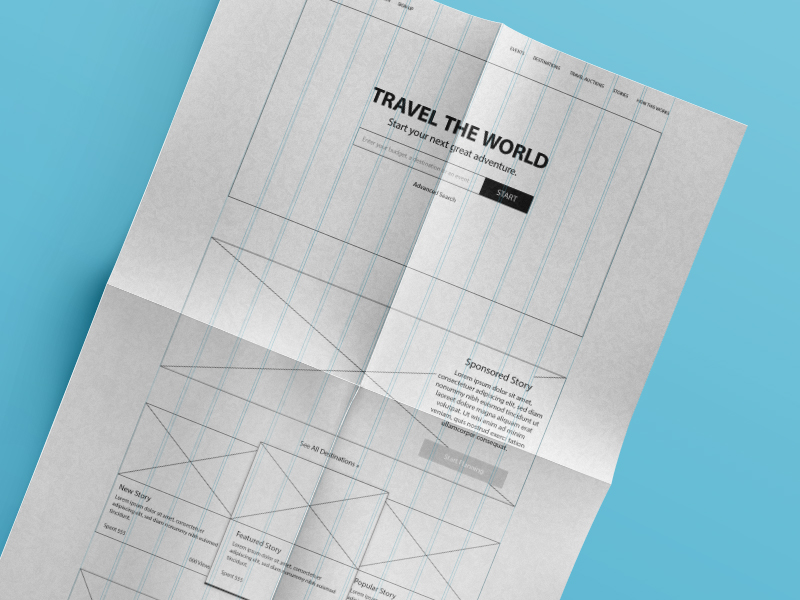 SIGN UP
EVENTS DESTINATIONS TRAVEL AUCTIONS STORIES HOW THIS WORKS
TRAVEL THE WORLD
Start your next great adventure.
Enter your budget, a destination or an event
START
Advanced Search
Sponsored Story
Lorem ipsum dolor sit amet,
consectetuer adipiscing elit, sed diam
nonummy nibh euismod tincidunt ut
laoreet dolore magna aliquam erat
volutpat. Ut wisi enim ad minim
veniam, quis nostrud exerci tation
ullamcorper consequat.
See All Destinations »
New Story
Lorem ipsum dolor sit amet, consectetuer
adipiscing elit, sed diam nonummy nibh euismod
tincidunt.
Spent $$$
000 Views
Featured Story
Lorem ipsum dolor sit amet, consectetuer
adipiscing elit, sed diam nonummy nibh euismod
tincidunt.
Spent $$$
Popular Story
Lorem ipsum dolor sit amet,